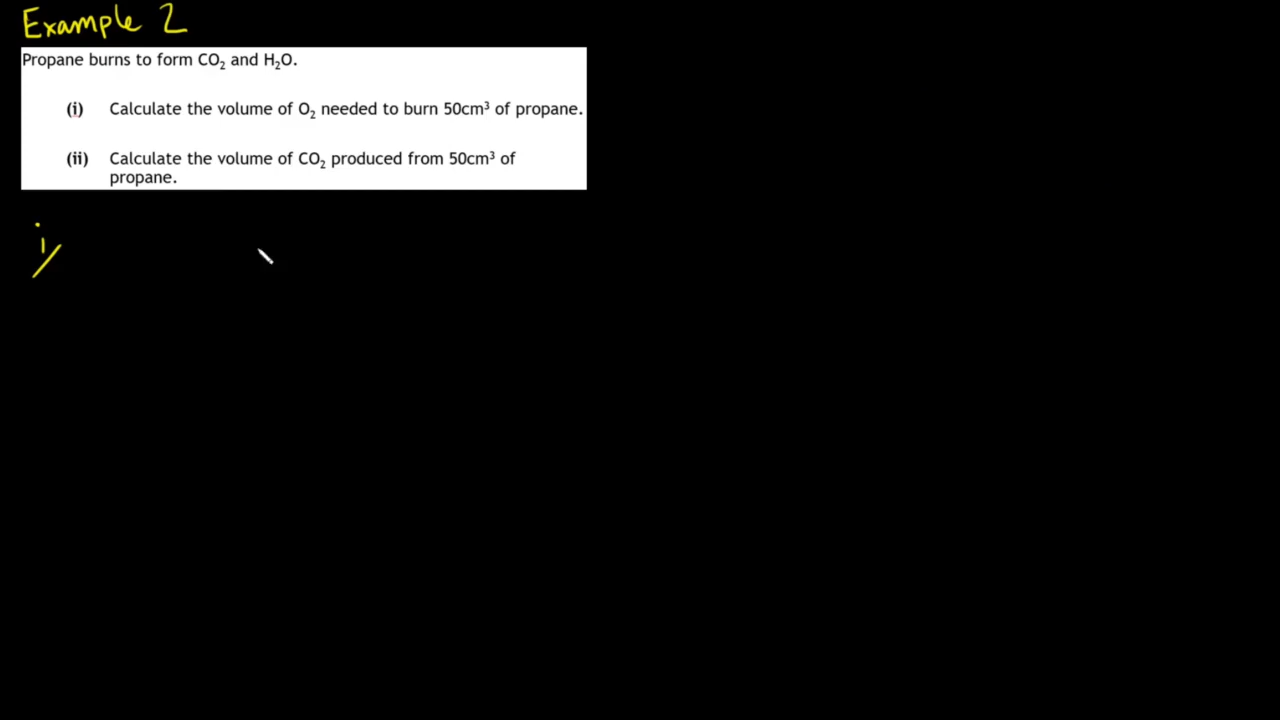 Example 2
Propane burns to form CO₂ and H₂O.
(i) Calculate the volume of O₂ needed to burn 50cm³ of propane.
(ii) Calculate the volume of CO₂ produced from 50cm³ of
propane.
i/